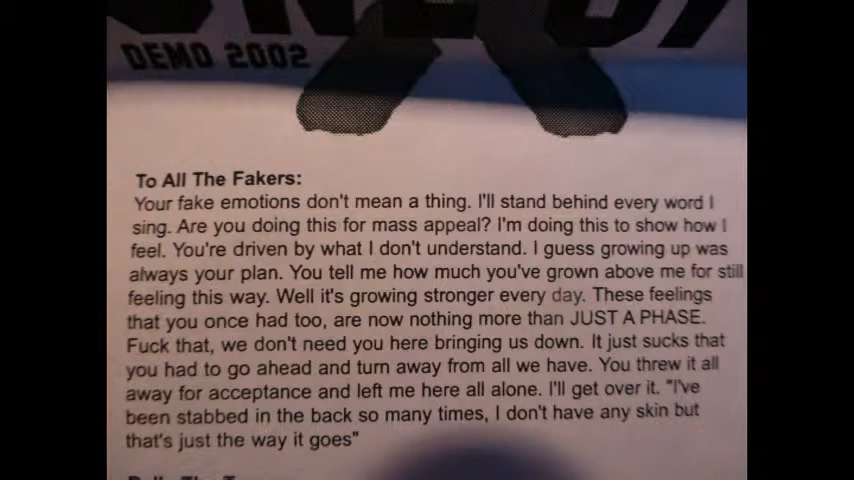 DEMO 2002
To All The Fakers:
Your fake emotions don't mean a thing. I'll stand behind every word I
sing. Are you doing this for mass appeal? I'm doing this to show how I
feel. You're driven by what I don't understand. I guess growing up was
always your plan. You tell me how much you've grown above me for still
feeling this way. Well it's growing stronger every day. These feelings
that you once had too, are now nothing more than JUST A PHASE.
Fuck that, we don't need you here bringing us down. It just sucks that
you had to go ahead and turn away from all we have. You threw it all
away for acceptance and left me here all alone. I'll get over it. "I've
been stabbed in the back so many times, I don't have any skin but
that's just the way it goes"